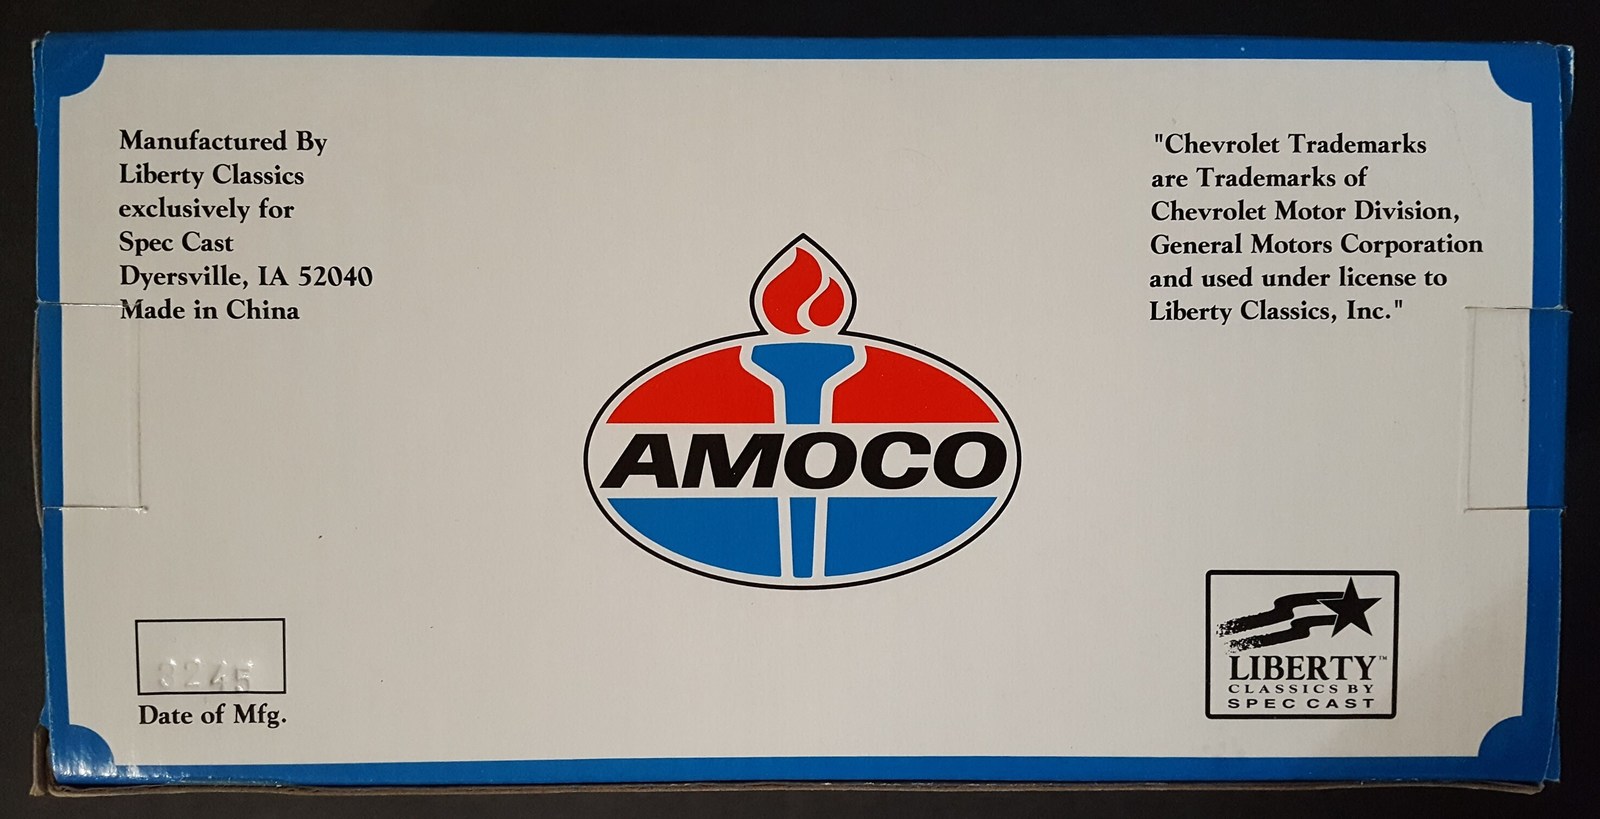 Manufactured By
Liberty Classics
exclusively for
Spec Cast
Dyersville, IA 52040
Made in China
"Chevrolet Trademarks
are Trademarks of
Chevrolet Motor Division,
General Motors Corporation
and used under license to
Liberty Classics, Inc."
AMOCO
3245
Date of Mfg.
LIBERTY™
CLASSICS BY
SPEC CAST